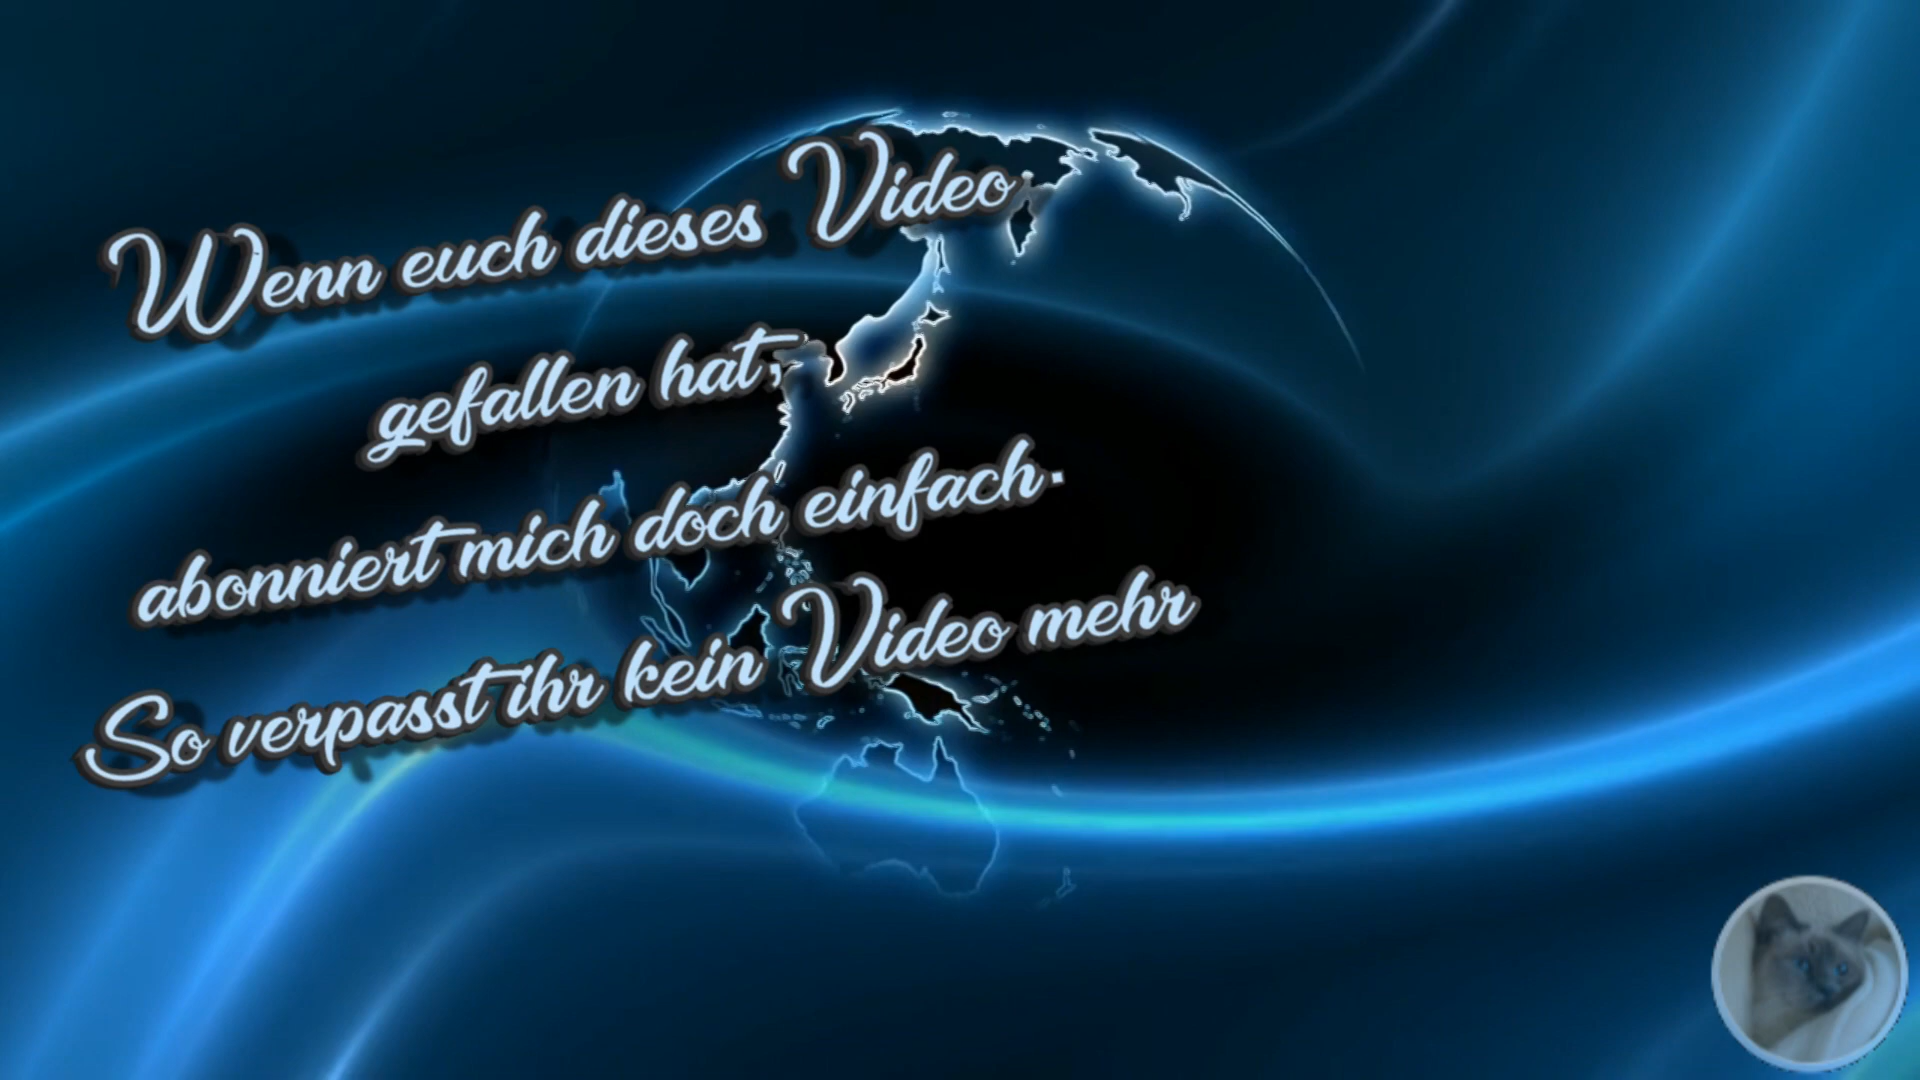 Wenn euch dieses Video
gefallen hat,
abonniert mich doch einfach.
So verpasst ihr kein Video mehr